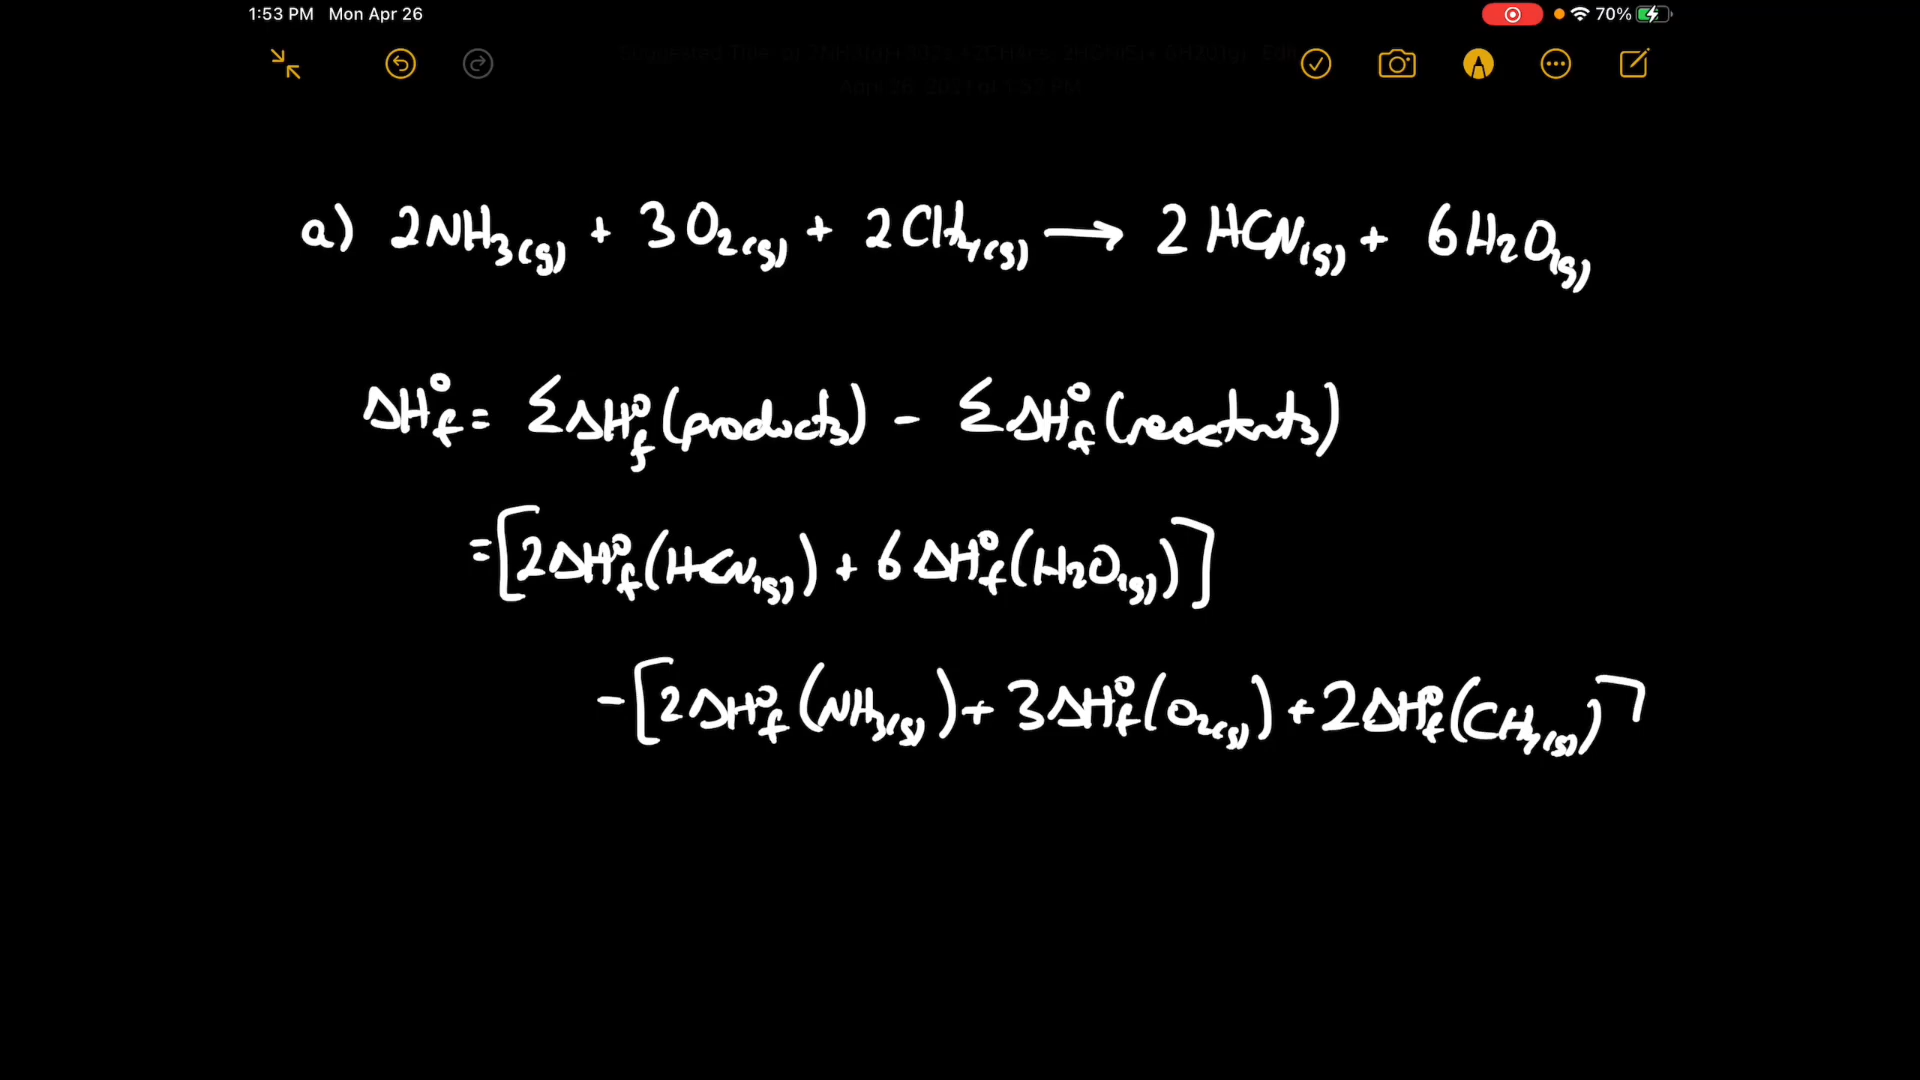 1:53 PM Mon Apr 26
70%
a) 2NH₃(g) + 3O₂(g) + 2CH₄(g) ⟶ 2HCN(g) + 6H₂O(g)
ΔH°f = ΣΔH°f (products) - ΣΔH°f (reactants)
= [2ΔH°f (HCN(g)) + 6ΔH°f (H₂O(g))]
- [2ΔH°f (NH₃(g)) + 3ΔH°f (O₂(g)) + 2ΔH°f (CH₄(g))]